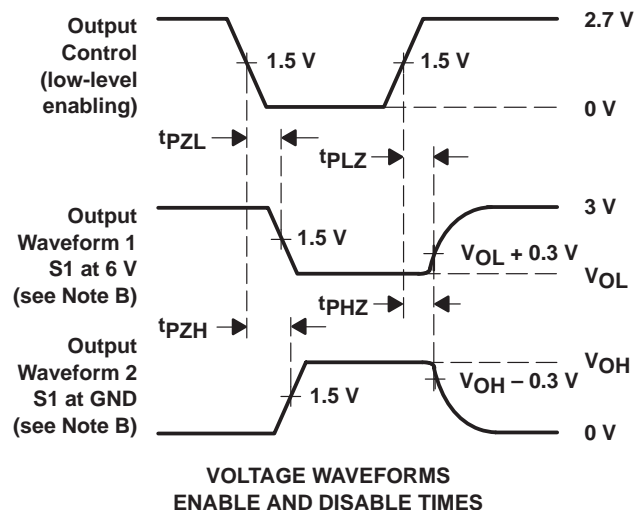 Output
Control
(low-level
enabling)
1.5 V
1.5 V
2.7 V
0 V
tPZL
tPLZ
Output
Waveform 1
S1 at 6 V
(see Note B)
1.5 V
3 V
VOL + 0.3 V
VOL
tPZH
tPHZ
Output
Waveform 2
S1 at GND
(see Note B)
1.5 V
VOH
VOH – 0.3 V
0 V
VOLTAGE WAVEFORMS
ENABLE AND DISABLE TIMES